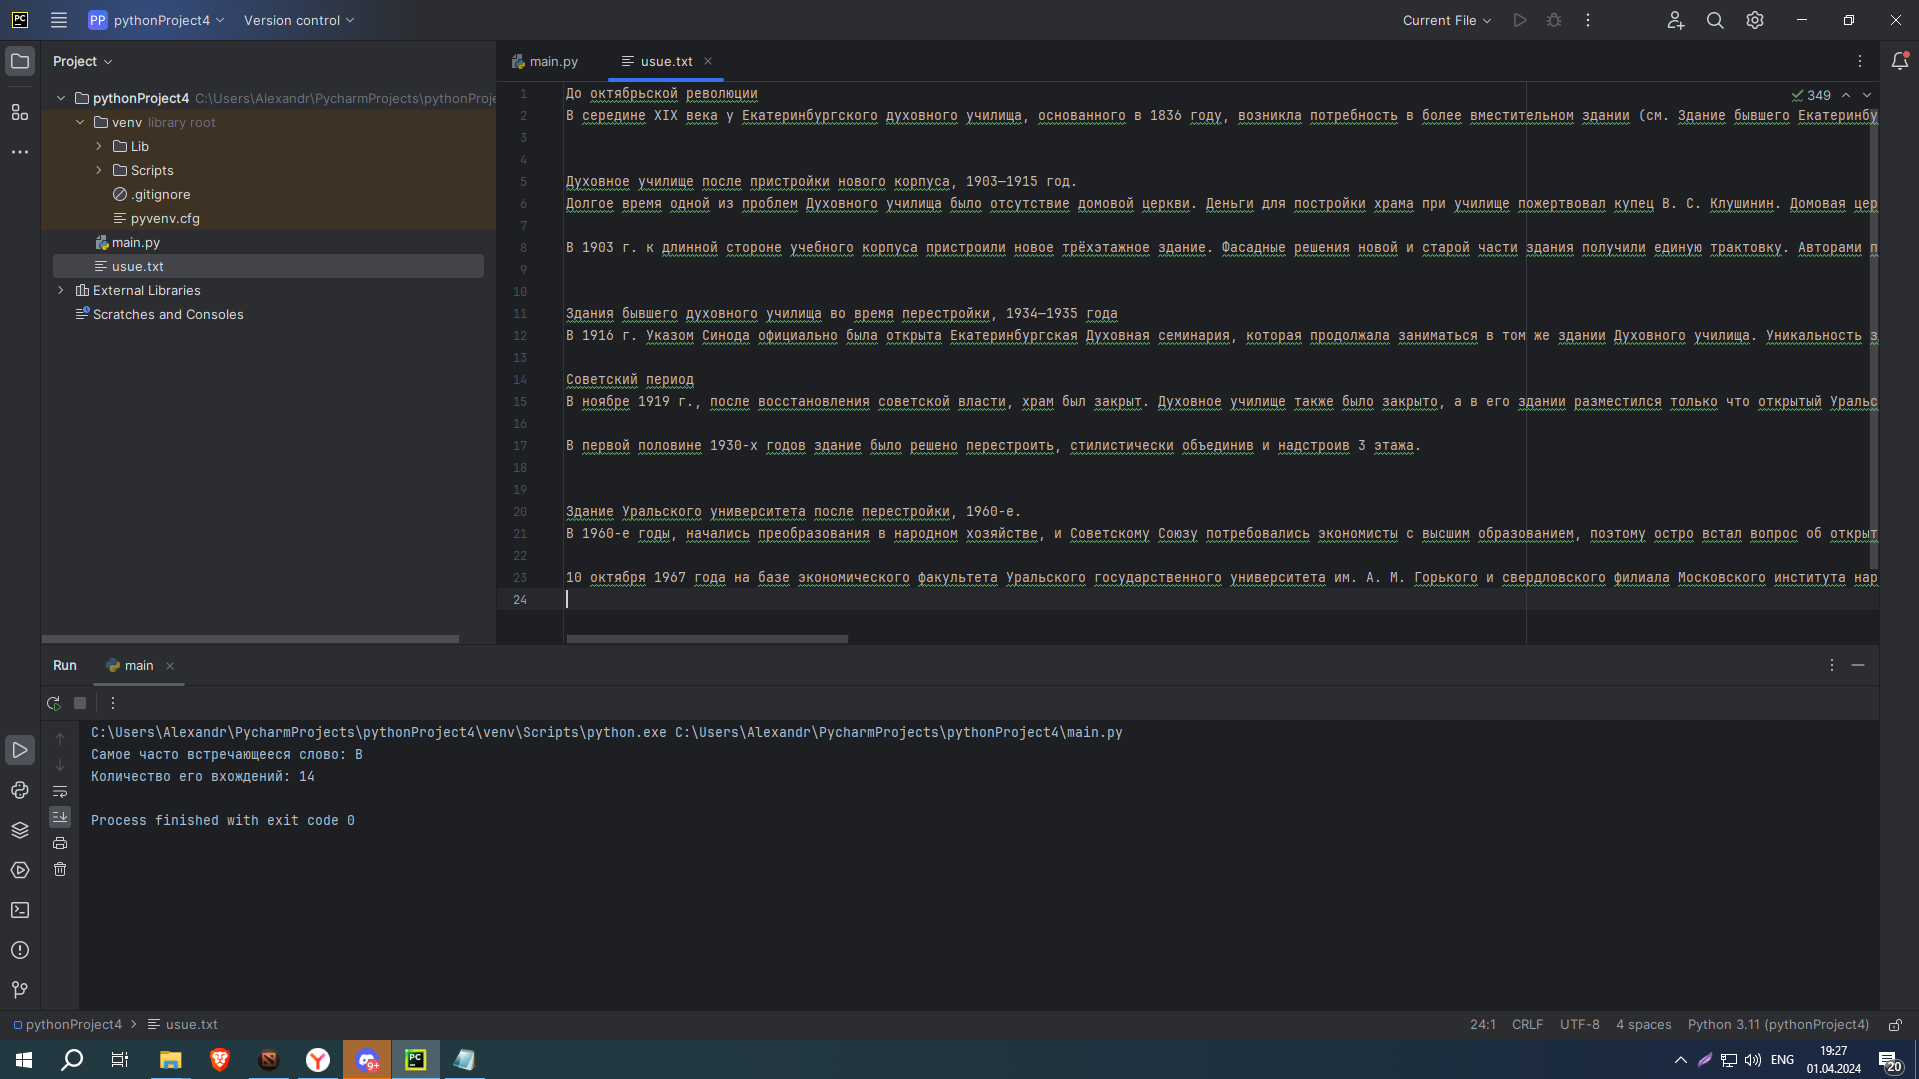 PC
PP pythonProject4
Version control
Current File
Project
main.py
usue.txt
pythonProject4 C:\Users\Alexandr\PycharmProjects\pythonProje
venv library root
Lib
Scripts
.gitignore
pyvenv.cfg
main.py
usue.txt
External Libraries
Scratches and Consoles
349
1 До октябрьской революции
2 В середине XIX века у Екатеринбургского духовного училища, основанного в 1836 году, возникла потребность в более вместительном здании (см. Здание бывшего Екатеринбу
3
4
5 Духовное училище после пристройки нового корпуса, 1903—1915 год.
6 Долгое время одной из проблем Духовного училища было отсутствие домовой церкви. Деньги для постройки храма при училище пожертвовал купец В. С. Клушинин. Домовая цер
7
8 В 1903 г. к длинной стороне учебного корпуса пристроили новое трёхэтажное здание. Фасадные решения новой и старой части здания получили единую трактовку. Авторами п
9
10
11 Здания бывшего духовного училища во время перестройки, 1934—1935 года
12 В 1916 г. Указом Синода официально была открыта Екатеринбургская Духовная семинария, которая продолжала заниматься в том же здании Духовного училища. Уникальность з
13
14 Советский период
15 В ноябре 1919 г., после восстановления советской власти, храм был закрыт. Духовное училище также было закрыто, а в его здании разместился только что открытый Уральс
16
17 В первой половине 1930-х годов здание было решено перестроить, стилистически объединив и надстроив 3 этажа.
18
19
20 Здание Уральского университета после перестройки, 1960-е.
21 В 1960-е годы, начались преобразования в народном хозяйстве, и Советскому Союзу потребовались экономисты с высшим образованием, поэтому остро встал вопрос об открыт
22
23 10 октября 1967 года на базе экономического факультета Уральского государственного университета им. А. М. Горького и свердловского филиала Московского института нар
24
Run
main
C:\Users\Alexandr\PycharmProjects\pythonProject4\venv\Scripts\python.exe C:\Users\Alexandr\PycharmProjects\pythonProject4\main.py
Самое часто встречающееся слово: В
Количество его вхождений: 14
Process finished with exit code 0
pythonProject4 > usue.txt
24:1 CRLF UTF-8 4 spaces Python 3.11 (pythonProject4)
9+
PC
ENG
19:27
01.04.2024
20